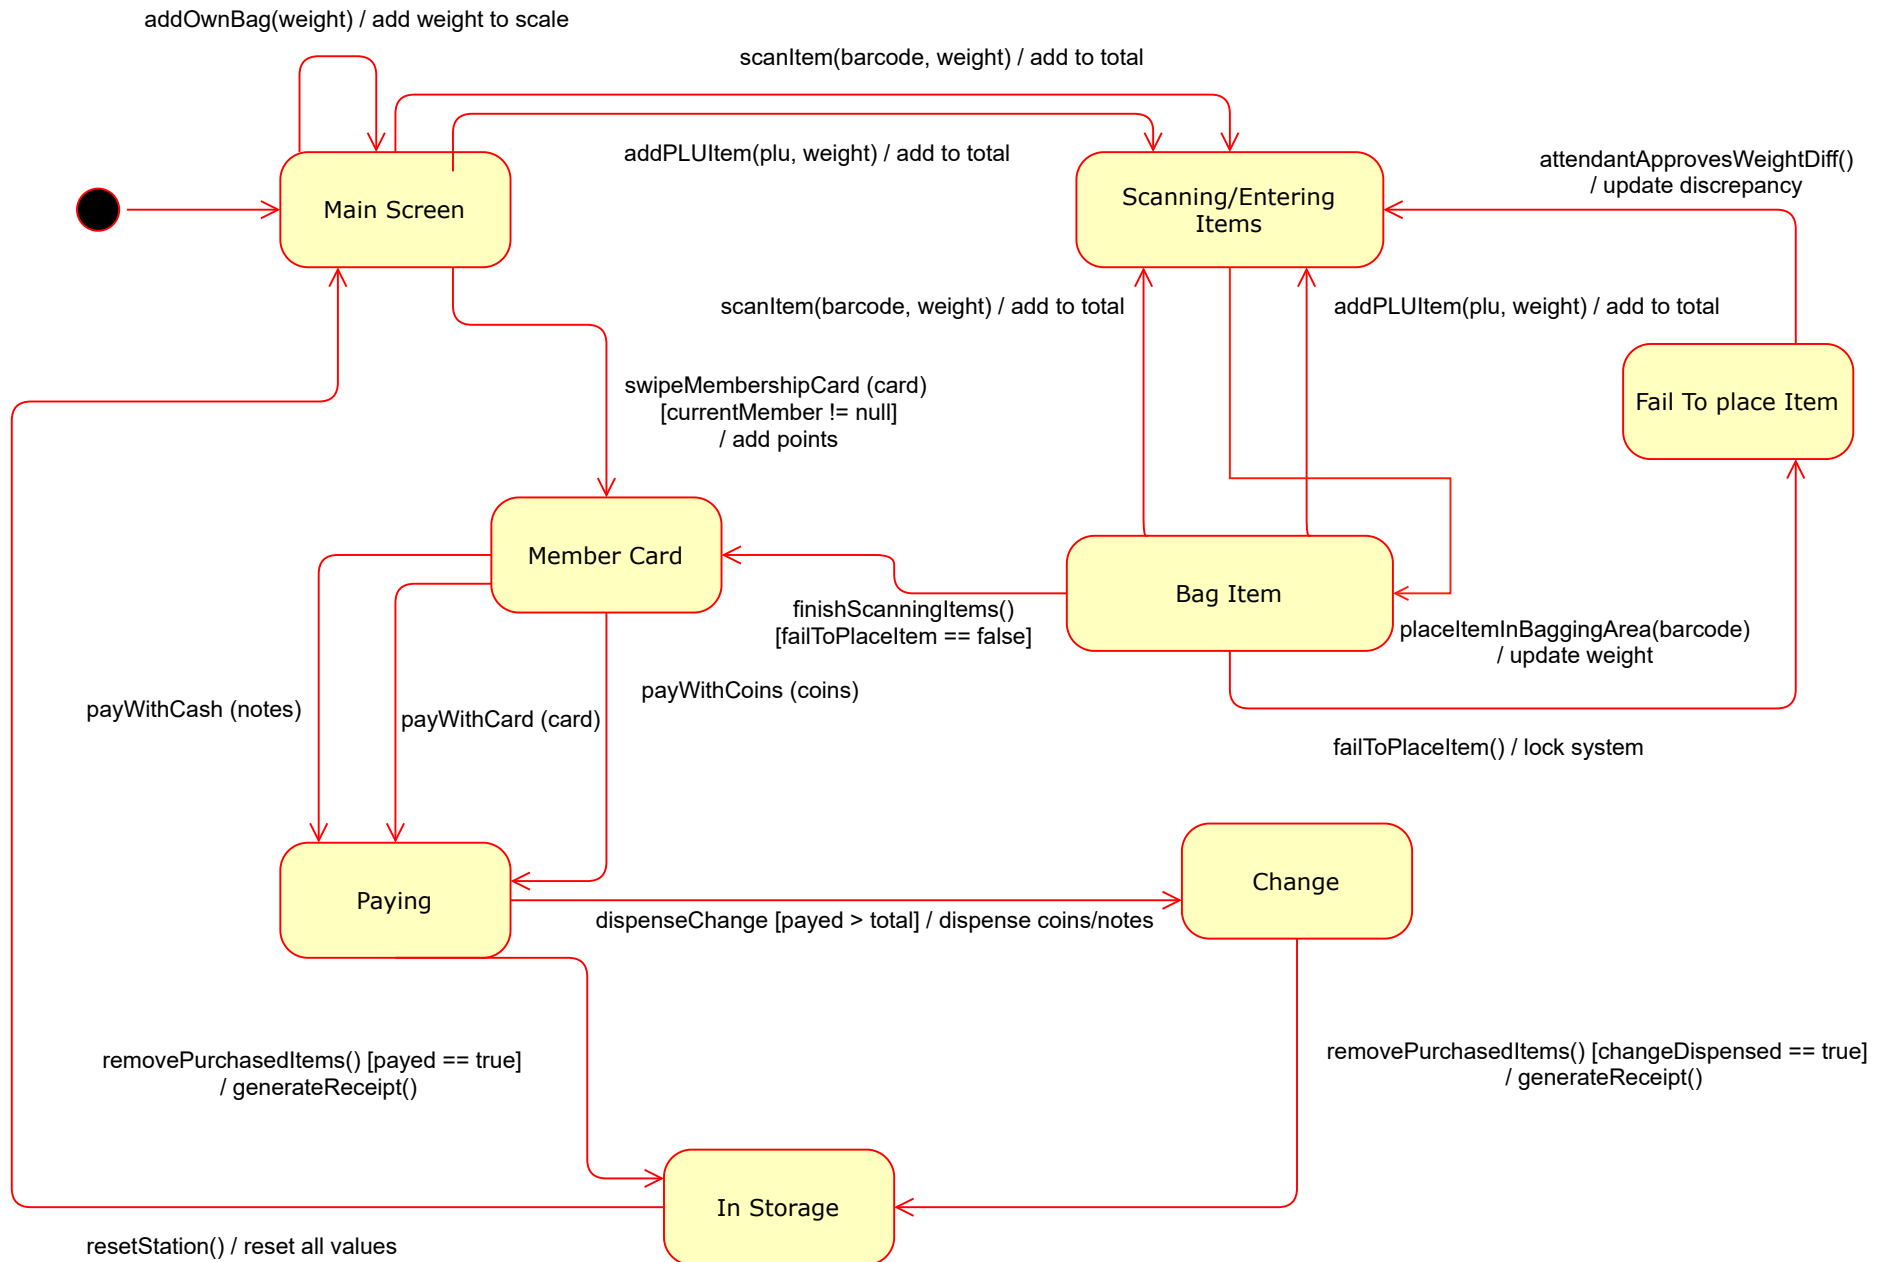 addOwnBag(weight) / add weight to scale
scanItem(barcode, weight) / add to total
addPLUItem(plu, weight) / add to total
attendantApprovesWeightDiff()
/ update discrepancy
Main Screen
Scanning/Entering
Items
scanItem(barcode, weight) / add to total
addPLUItem(plu, weight) / add to total
swipeMembershipCard (card)
[currentMember != null]
/ add points
Fail To place Item
Member Card
Bag Item
finishScanningItems()
[failToPlaceItem == false]
placeItemInBaggingArea(barcode)
/ update weight
payWithCash (notes)
payWithCard (card)
payWithCoins (coins)
failToPlaceItem() / lock system
Paying
Change
dispenseChange [payed > total] / dispense coins/notes
removePurchasedItems() [payed == true]
/ generateReceipt()
removePurchasedItems() [changeDispensed == true]
/ generateReceipt()
In Storage
resetStation() / reset all values